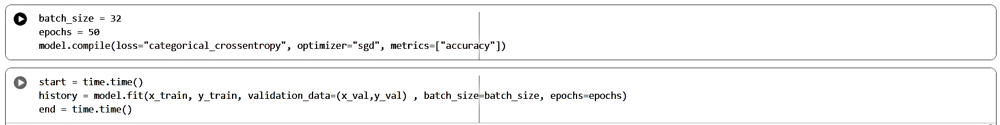 batch_size = 32
epochs = 50
model.compile(loss="categorical_crossentropy", optimizer="sgd", metrics=["accuracy"])
start = time.time()
history = model.fit(x_train, y_train, validation_data=(x_val,y_val) , batch_size=batch_size, epochs=epochs)
end = time.time()